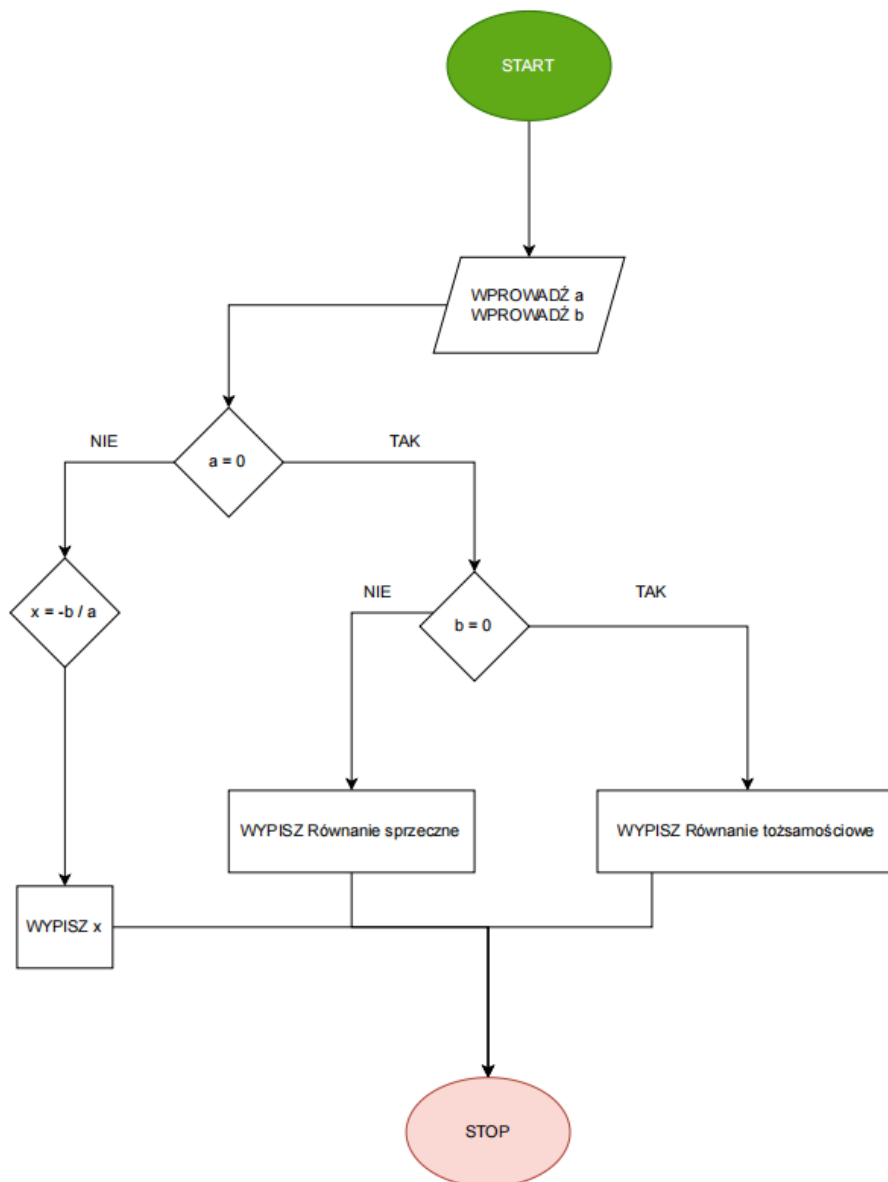 START
WPROWADŹ a
WPROWADŹ b
NIE
TAK
a = 0
x = -b / a
NIE
TAK
b = 0
WYPISZ Równanie sprzeczne
WYPISZ Równanie tożsamościowe
WYPISZ x
STOP